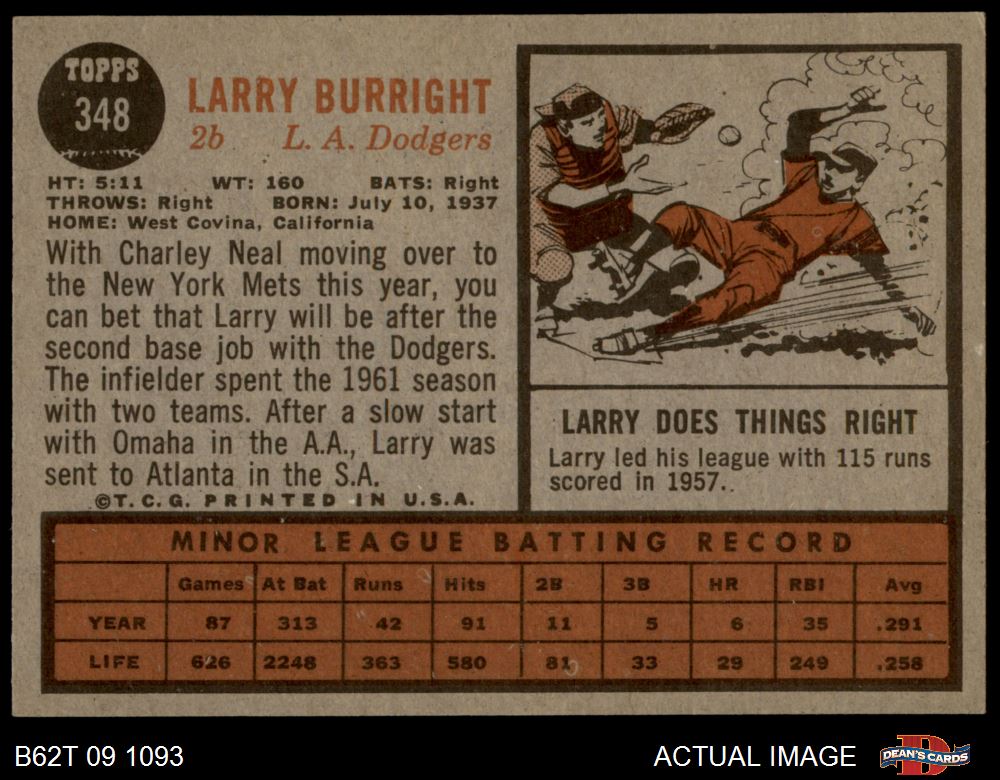 TOPPS
348
LARRY BURRIGHT
2b L. A. Dodgers
HT: 5:11 WT: 160 BATS: Right
THROWS: Right BORN: July 10, 1937
HOME: West Covina, California
With Charley Neal moving over to
the New York Mets this year, you
can bet that Larry will be after the
second base job with the Dodgers.
The infielder spent the 1961 season
with two teams. After a slow start
with Omaha in the A.A., Larry was
sent to Atlanta in the S.A.
©T.C.G. PRINTED IN U.S.A.
LARRY DOES THINGS RIGHT
Larry led his league with 115 runs
scored in 1957..
MINOR LEAGUE BATTING RECORD
Games At Bat Runs Hits 2B 3B HR RBI Avg
YEAR 87 313 42 91 11 5 6 35 .291
LIFE 626 2248 363 580 81 33 29 249 .258
B62T 09 1093
ACTUAL IMAGE
DEAN'S CARDS